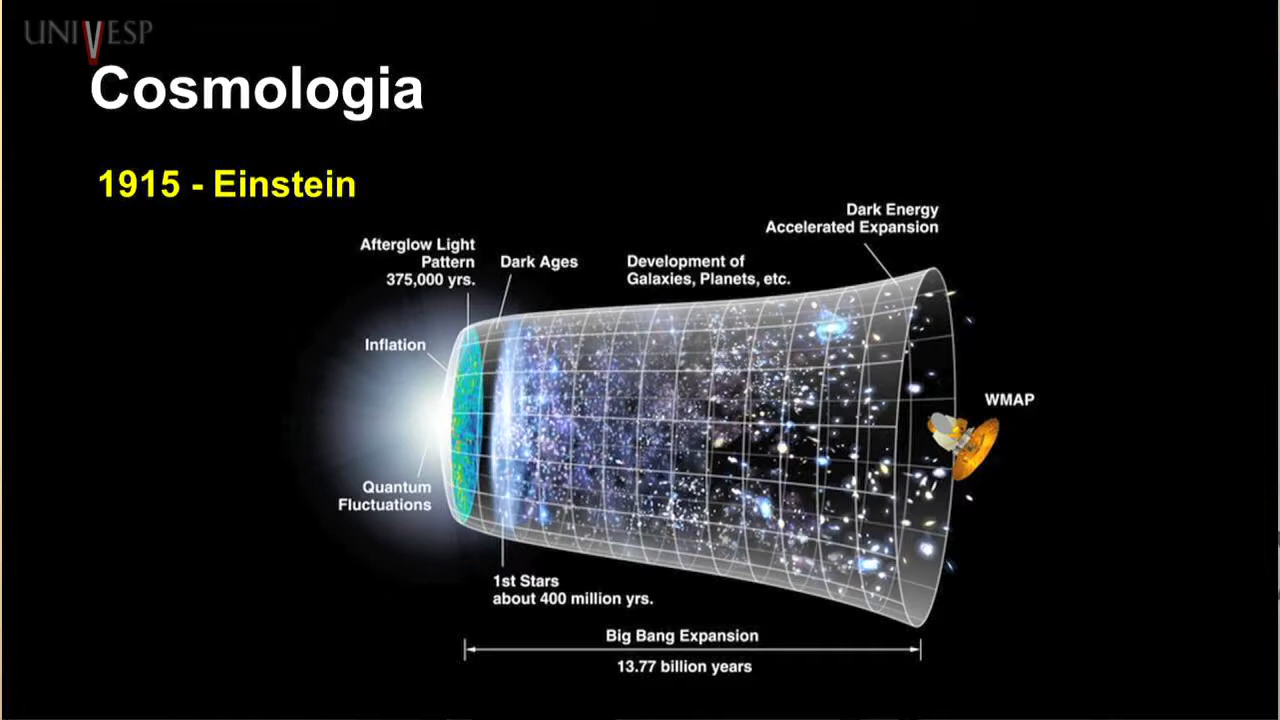 UNIVESP
Cosmologia
1915 - Einstein
Dark Energy
Accelerated Expansion
Afterglow Light
Pattern
375,000 yrs.
Dark Ages
Development of
Galaxies, Planets, etc.
Inflation
WMAP
Quantum
Fluctuations
1st Stars
about 400 million yrs.
Big Bang Expansion
13.77 billion years